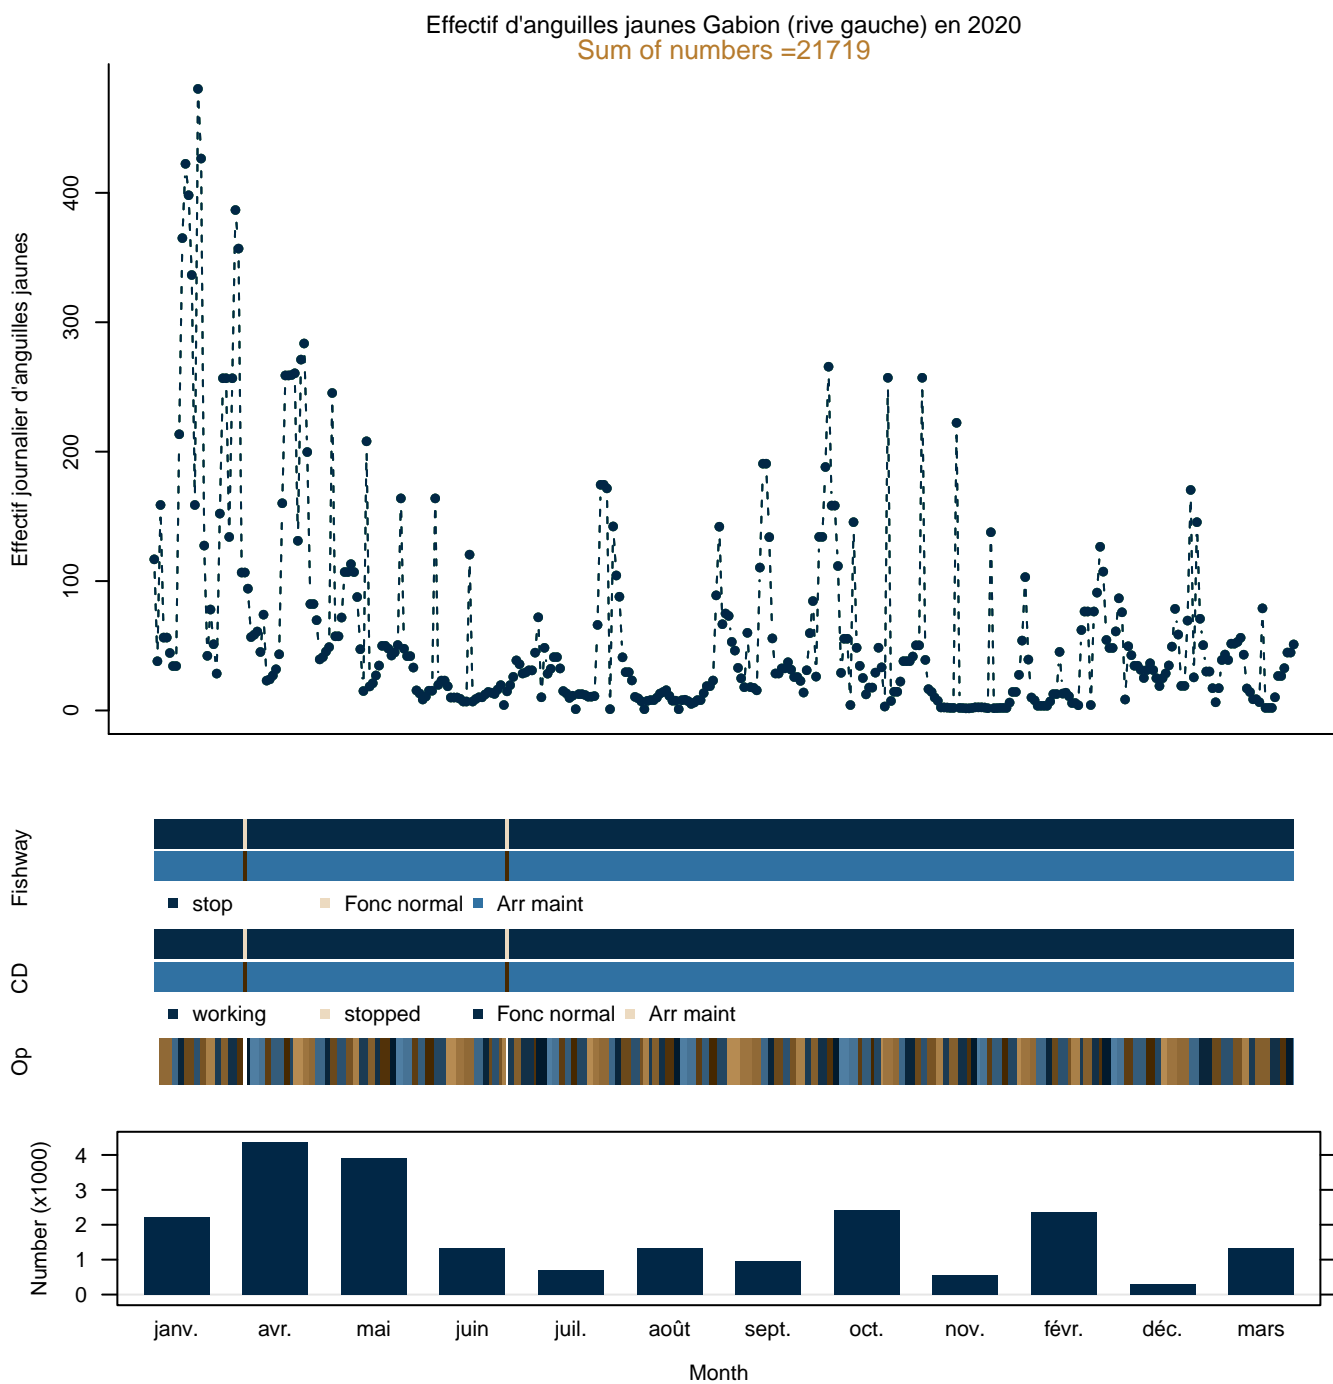 Effectif d'anguilles jaunes Gabion (rive gauche) en 2020
Sum of numbers =21719
Effectif journalier d'anguilles jaunes
400
300
200
100
0
Fishway
stop Fonc normal Arr maint
CD
working stopped Fonc normal Arr maint
Op
Number (x1000)
4
3
2
1
0
janv. avr. mai juin juil. août sept. oct. nov. févr. déc. mars
Month